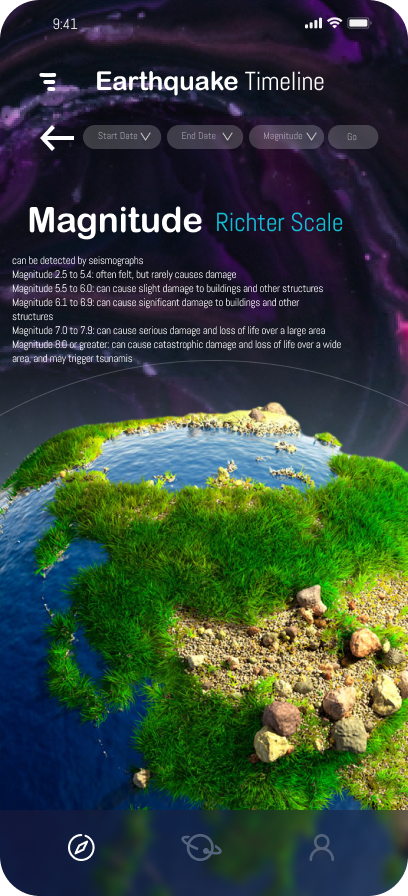 9:41
Earthquake Timeline
Start Date
End Date
Magnitude
Go
Magnitude Richter Scale
can be detected by seismographs
Magnitude 2.5 to 5.4: often felt, but rarely causes damage
Magnitude 5.5 to 6.0: can cause slight damage to buildings and other structures
Magnitude 6.1 to 6.9: can cause significant damage to buildings and other
structures
Magnitude 7.0 to 7.9: can cause serious damage and loss of life over a large area
Magnitude 8.0 or greater: can cause catastrophic damage and loss of life over a wide
area, and may trigger tsunamis